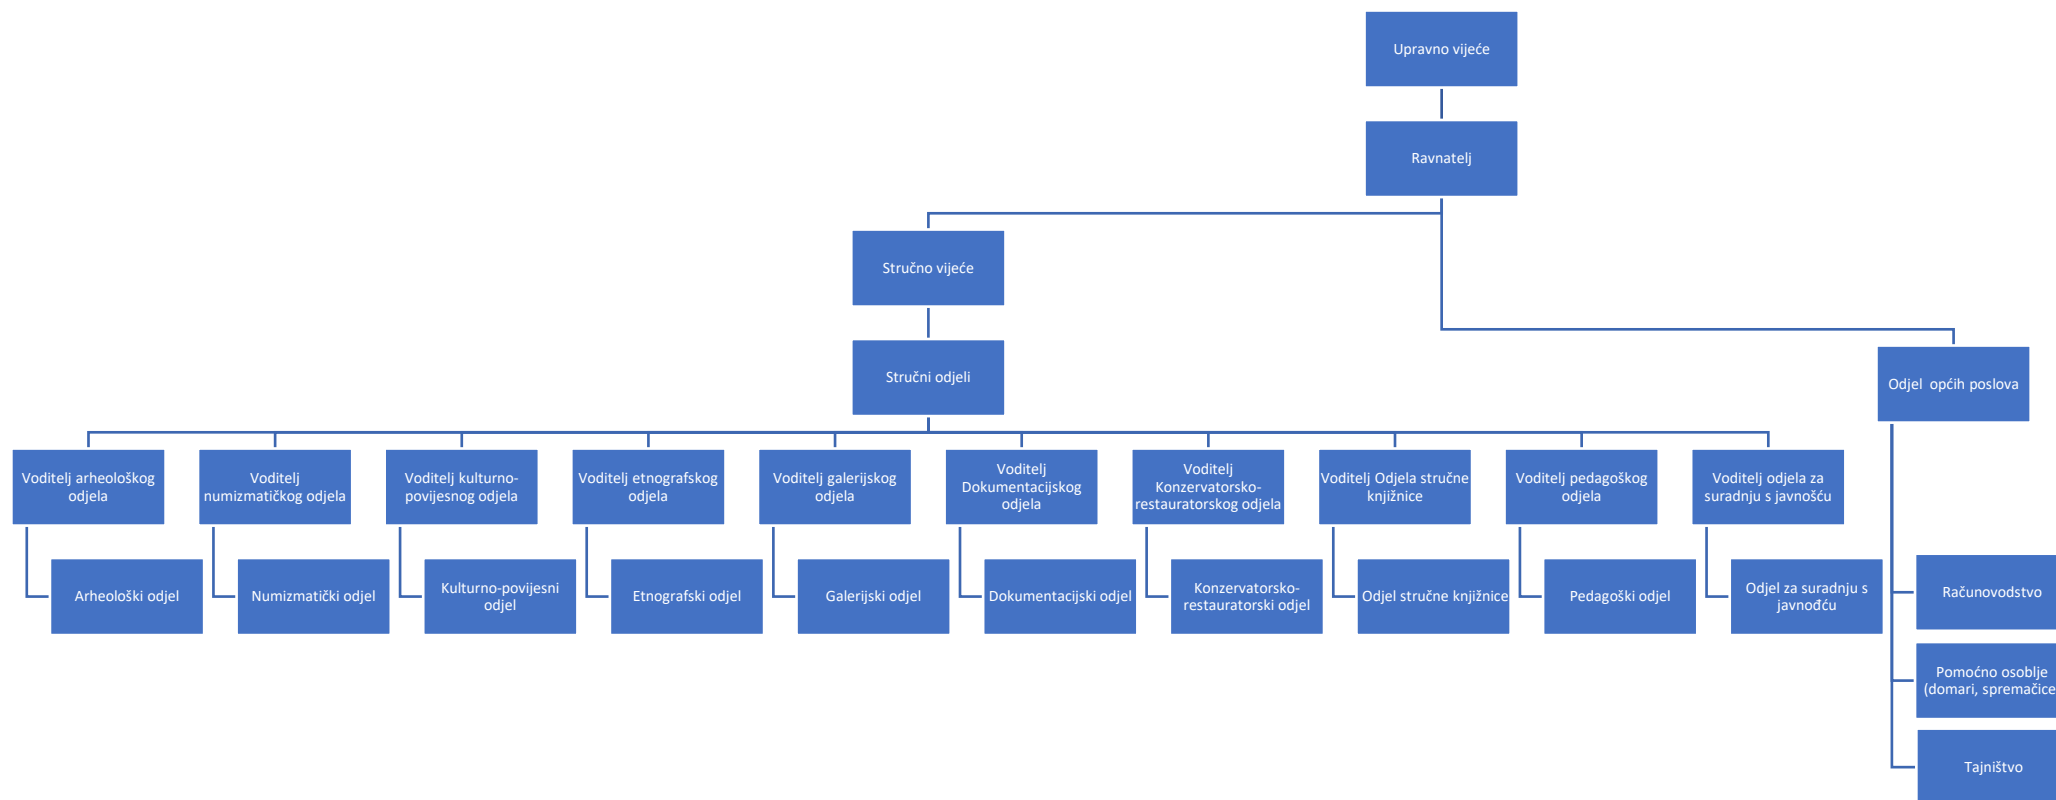 Upravno vijeće
Ravnatelj
Stručno vijeće
Stručni odjeli
Odjel  općih poslova
Voditelj arheološkog
odjela
Voditelj
numizmatičkog odjela
Voditelj kulturno-
povijesnog odjela
Voditelj etnografskog
odjela
Voditelj galerijskog
odjela
Voditelj
Dokumentacijskog
odjela
Voditelj
Konzervatorsko-
restauratorskog odjela
Voditelj Odjela stručne
knjižnice
Voditelj pedagoškog
odjela
Voditelj odjela za
suradnju s javnošću
Arheološki odjel
Numizmatički odjel
Kulturno-povijesni
odjel
Etnografski odjel
Galerijski odjel
Dokumentacijski odjel
Konzervatorsko-
restauratorski odjel
Odjel stručne knjižnice
Pedagoški odjel
Odjel za suradnju s
javnođću
Računovodstvo
Pomoćno osoblje
(domari, spremačice
Tajništvo